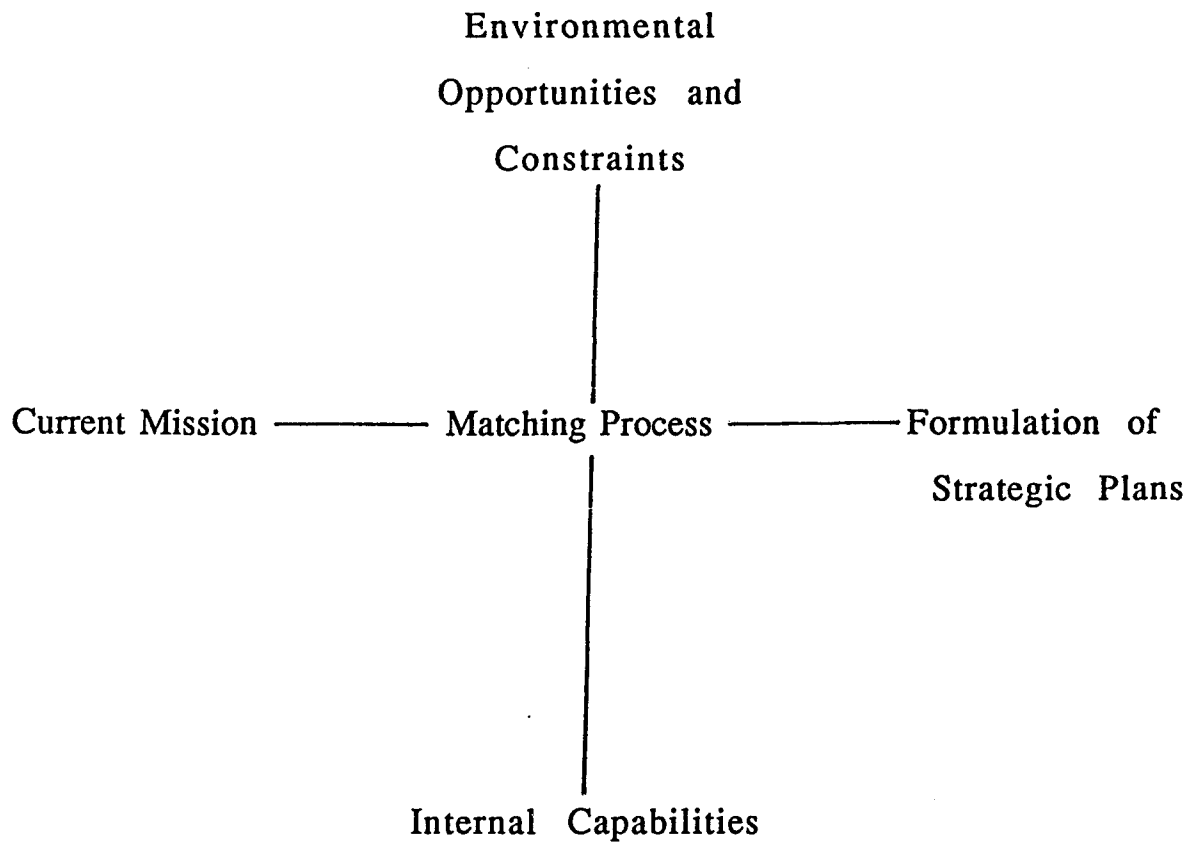 Environmental
Opportunities and
Constraints
Current Mission
Matching Process
Formulation of
Strategic Plans
Internal Capabilities